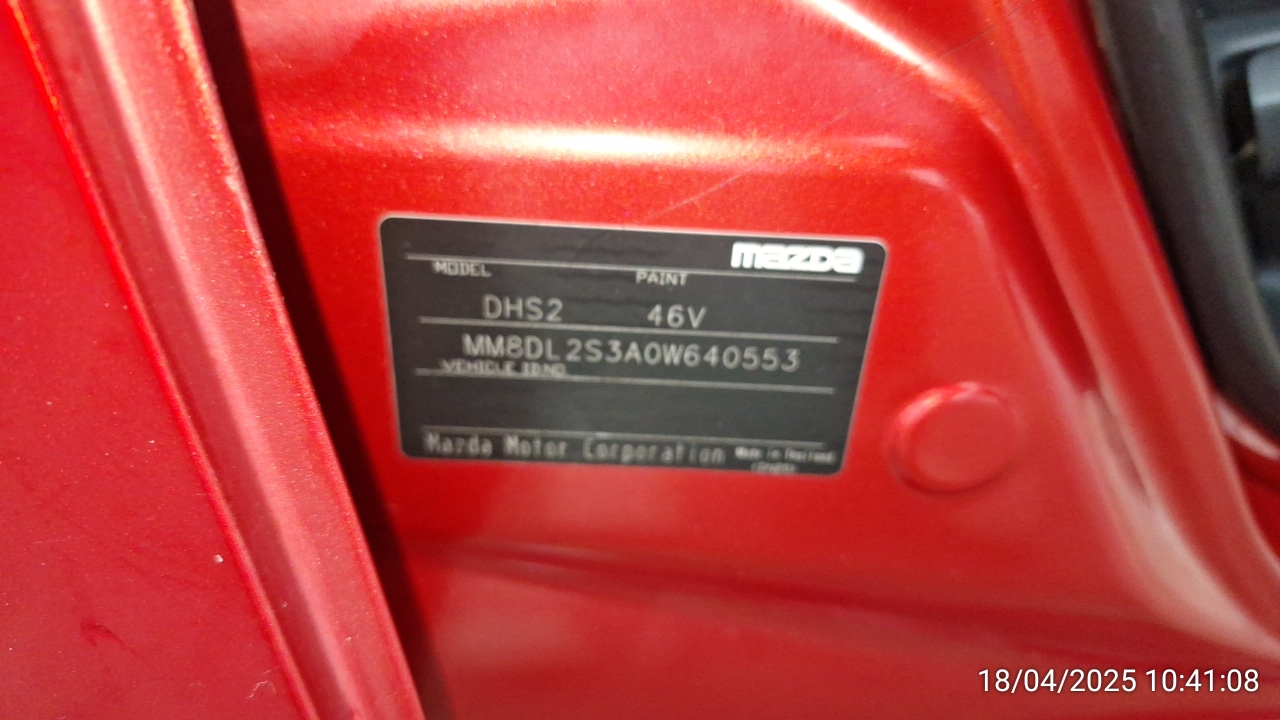 mazda
MODEL PAINT
DHS2 46V
MM8DL2S3A0W640553
VEHICLE ID.NO.
Mazda Motor Corporation Made in Thailand
18/04/2025 10:41:08